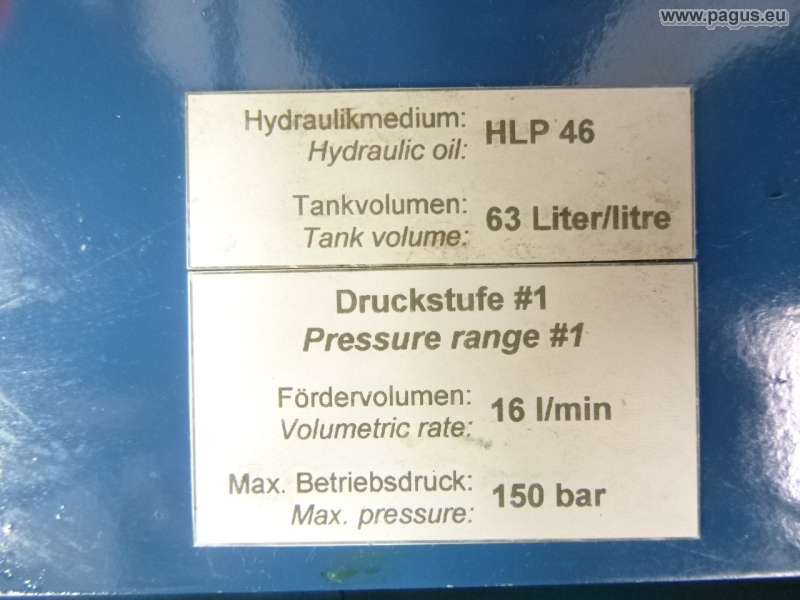 www.pagus.eu
Hydraulikmedium: HLP 46
Hydraulic oil:
Tankvolumen: 63 Liter/litre
Tank volume:
Druckstufe #1
Pressure range #1
Fördervolumen: 16 l/min
Volumetric rate:
Max. Betriebsdruck: 150 bar
Max. pressure: